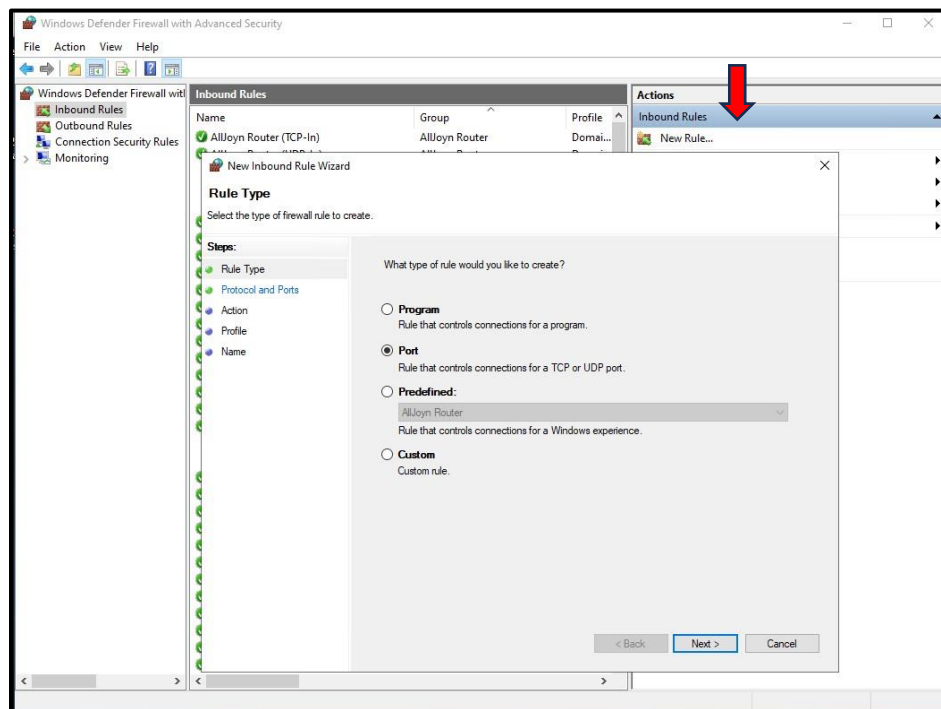 Windows Defender Firewall with Advanced Security
File Action View Help
Windows Defender Firewall witl
Inbound Rules
Outbound Rules
Connection Security Rules
Monitoring
Inbound Rules
Name Group Profile
AllJoyn Router (TCP-In) AllJoyn Router Domai...
Actions
Inbound Rules
New Rule...
New Inbound Rule Wizard
Rule Type
Select the type of firewall rule to create.
Steps:
Rule Type
Protocol and Ports
Action
Profile
Name
What type of rule would you like to create?
Program
Rule that controls connections for a program.
Port
Rule that controls connections for a TCP or UDP port.
Predefined:
AllJoyn Router
Rule that controls connections for a Windows experience.
Custom
Custom rule.
< Back Next > Cancel